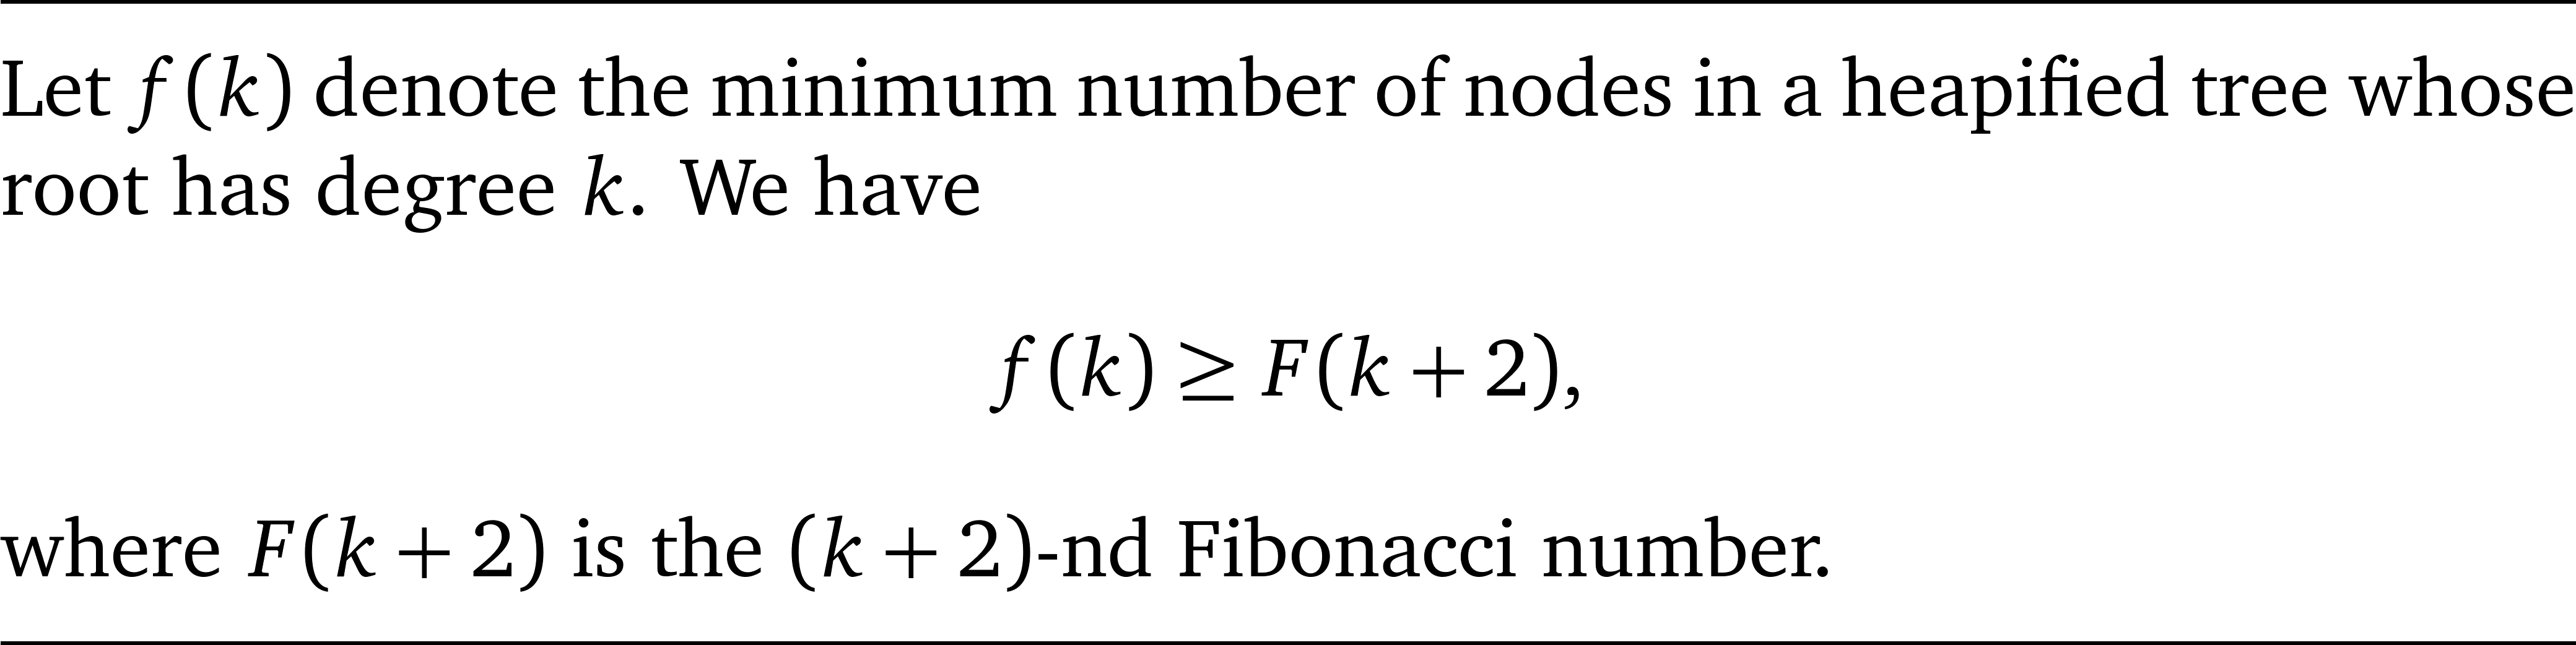 Let f(k) denote the minimum number of nodes in a heapified tree whose
root has degree k. We have
f(k) ≥ F(k + 2),
where F(k + 2) is the (k + 2)-nd Fibonacci number.